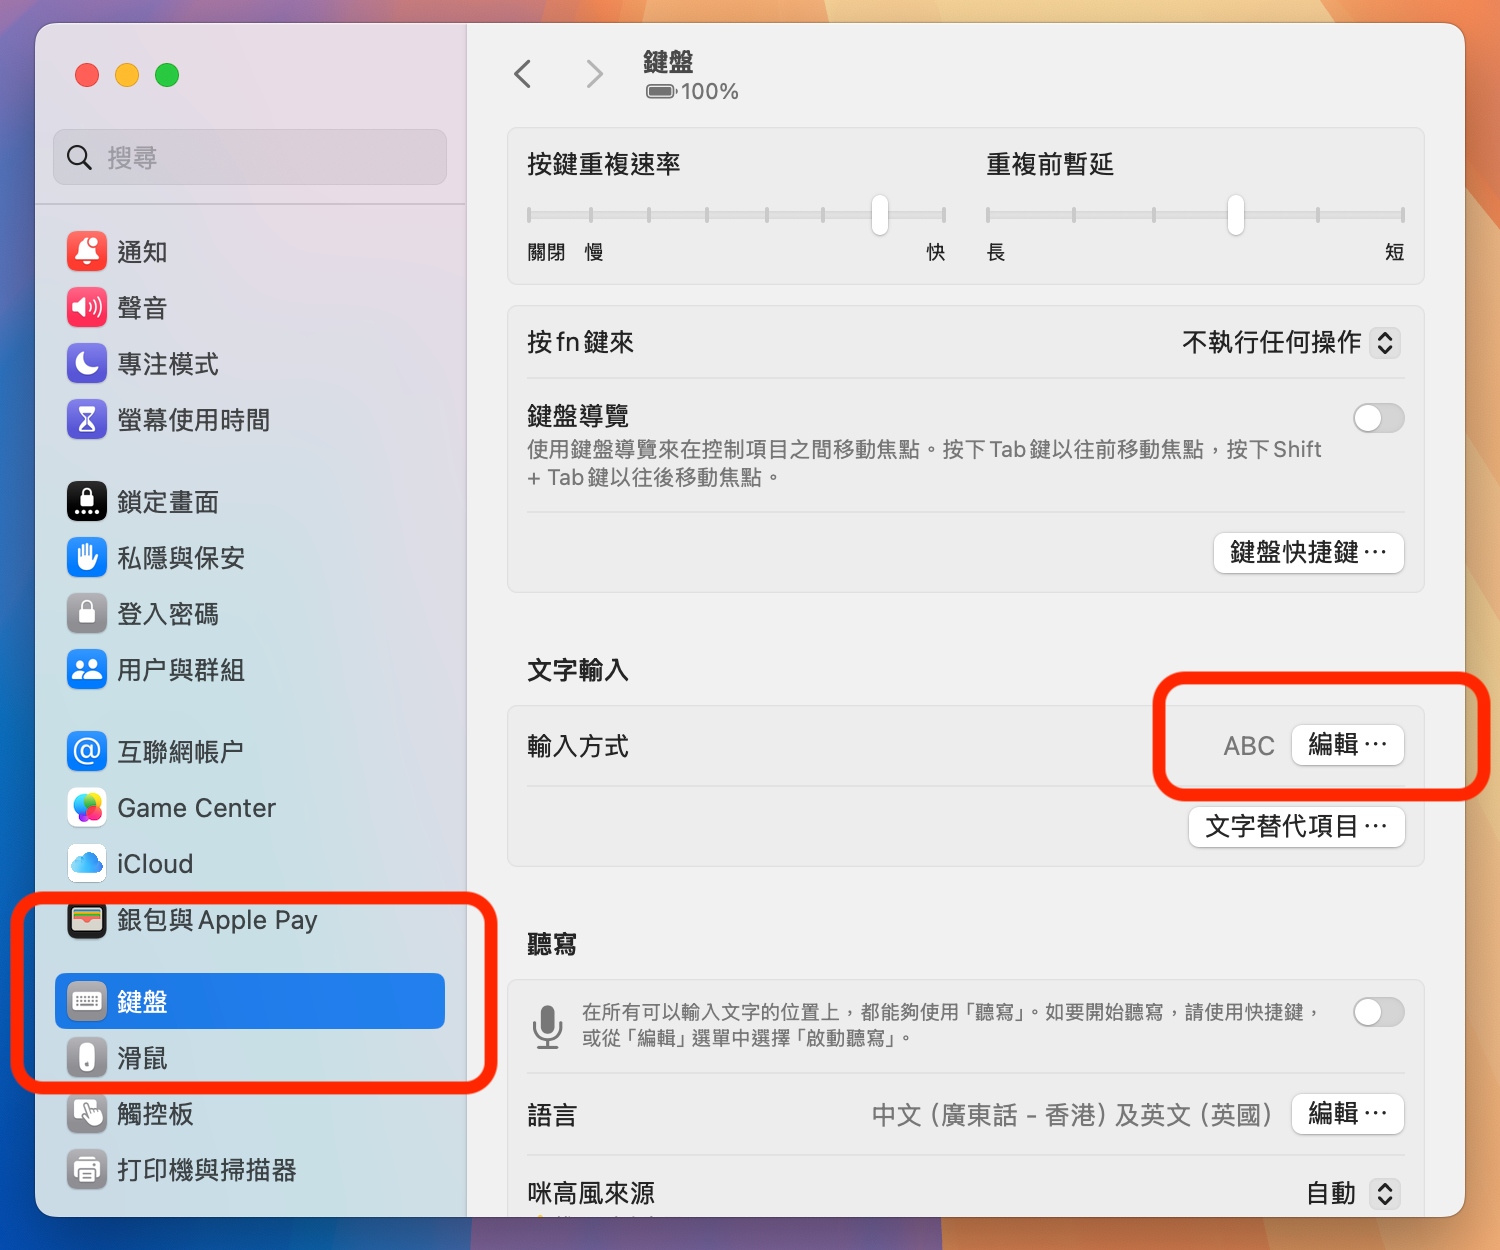 搜尋
通知
聲音
專注模式
螢幕使用時間
鎖定畫面
私隱與保安
登入密碼
用户與群組
互聯網帳户
Game Center
iCloud
銀包與 Apple Pay
鍵盤
滑鼠
觸控板
打印機與掃描器
鍵盤
100%
按鍵重複速率
重複前暫延
關閉 慢 快
長 短
按 fn 鍵來 不執行任何操作
鍵盤導覽
使用鍵盤導覽來在控制項目之間移動焦點。按下 Tab 鍵以往前移動焦點，按下 Shift
+ Tab 鍵以往後移動焦點。
鍵盤快捷鍵⋯
文字輸入
輸入方式 ABC 編輯⋯
文字替代項目⋯
聽寫
在所有可以輸入文字的位置上，都能夠使用「聽寫」。如要開始聽寫，請使用快捷鍵，
或從「編輯」選單中選擇「啟動聽寫」。
語言 中文（廣東話 - 香港）及英文（英國） 編輯⋯
咪高風來源 自動